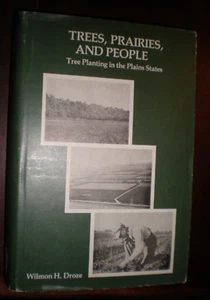 TREES, PRAIRIES,
AND PEOPLE
Tree Planting in the Plains States
Wilmon H. Droze